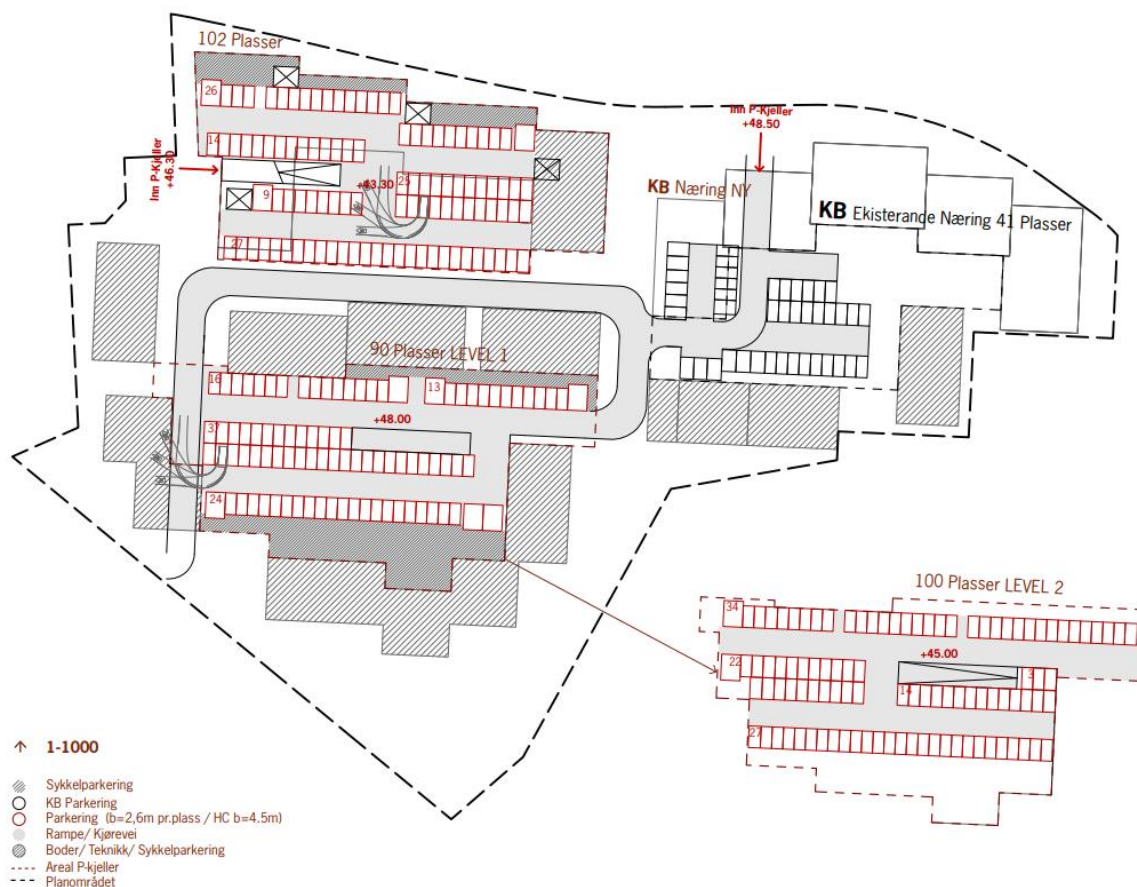 102 Plasser
26
14
Inn P-Kjeller
+46.30
+43.30
25
9
27
Inn P-Kjeller
+48.50
KB Næring NY
KB Ekisterande Næring 41 Plasser
90 Plasser LEVEL 1
16
13
+48.00
37
24
100 Plasser LEVEL 2
34
+45.00
22
3
14
27
1-1000
Sykkelparkering
KB Parkering
Parkering (b=2,6m pr.plass / HC b=4.5m)
Rampe/ Kjørevei
Boder/ Teknikk/ Sykkelparkering
Areal P-kjeller
Planområdet